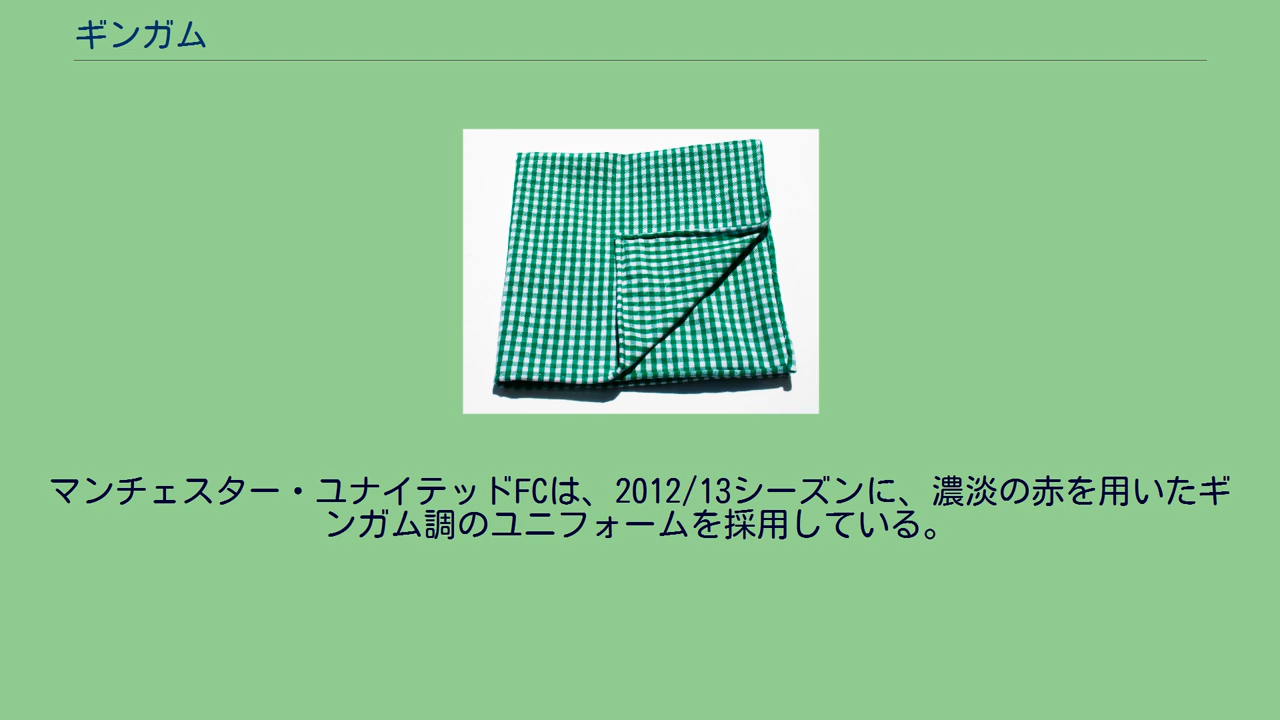 ギンガム
マンチェスター・ユナイテッドFCは、2012/13シーズンに、濃淡の赤を用いたギ
ンガム調のユニフォームを採用している。